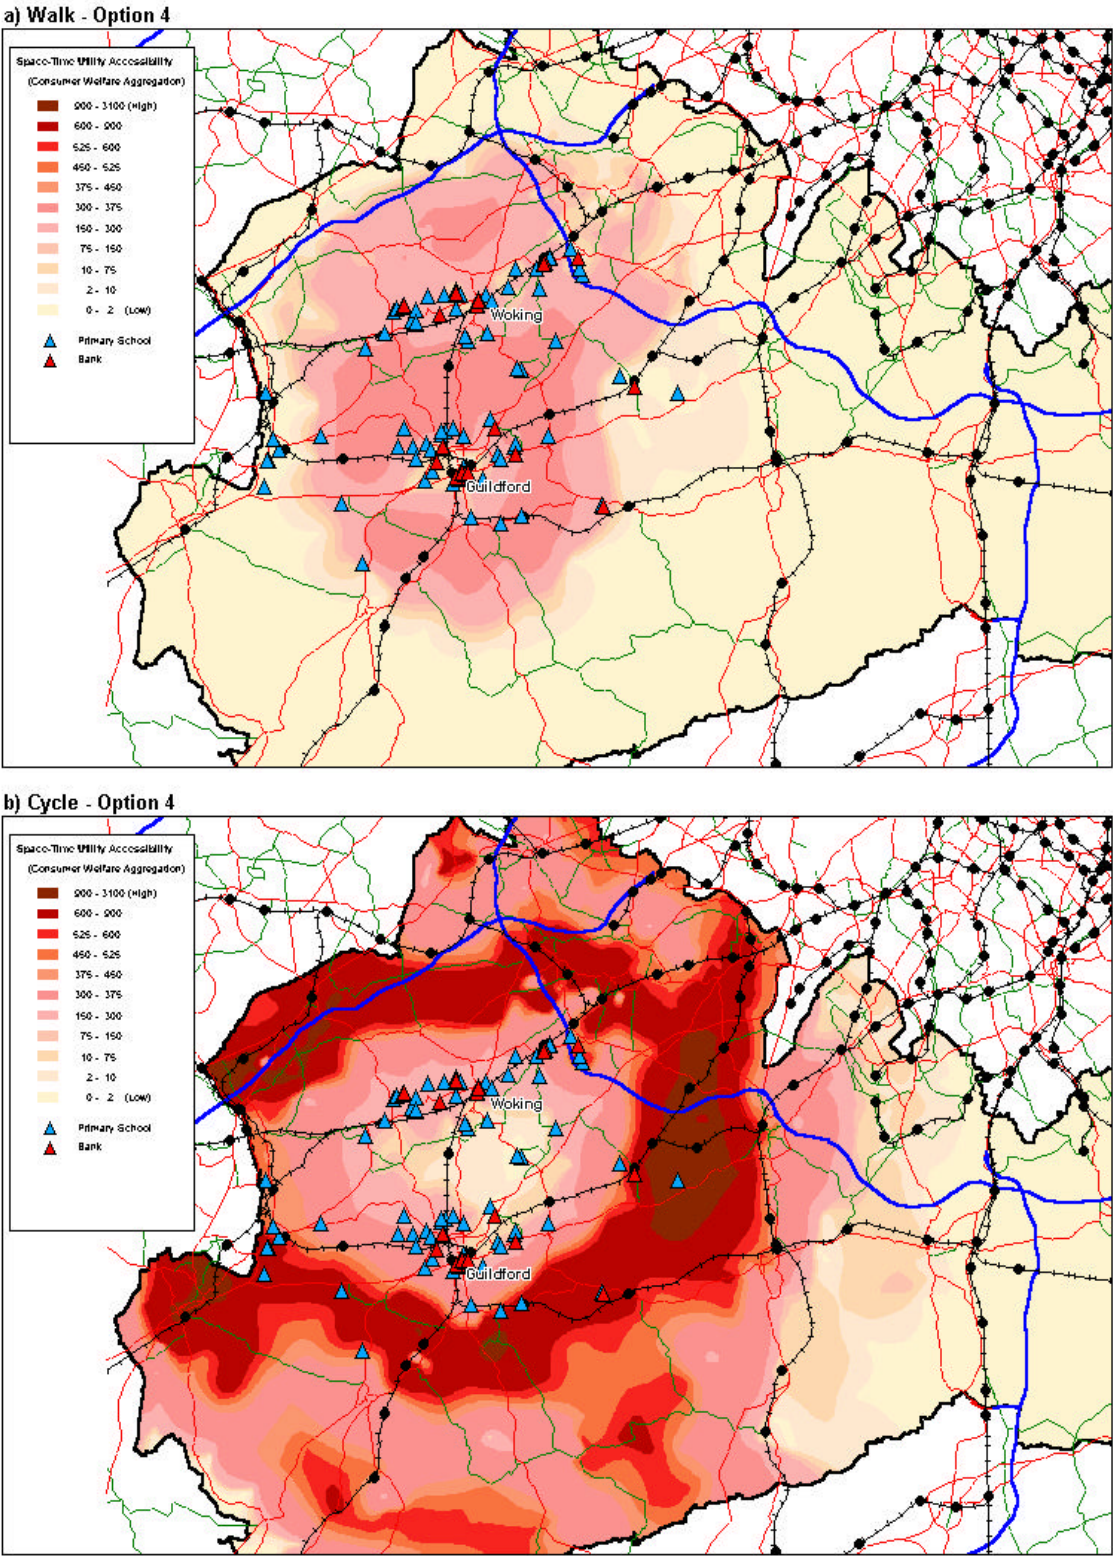 a) Walk - Option 4
Space-Time Utility Accessibility
(Consumer Welfare Aggregation)
900 - 3100 (High)
600 - 900
525 - 600
450 - 525
375 - 450
300 - 375
150 - 300
75 - 150
10 - 75
2 - 10
0 - 2 (Low)
Primary School
Bank
Woking
Guildford
b) Cycle - Option 4
Space-Time Utility Accessibility
(Consumer Welfare Aggregation)
900 - 3100 (High)
600 - 900
525 - 600
450 - 525
375 - 450
300 - 375
150 - 300
75 - 150
10 - 75
2 - 10
0 - 2 (Low)
Primary School
Bank
Woking
Guildford